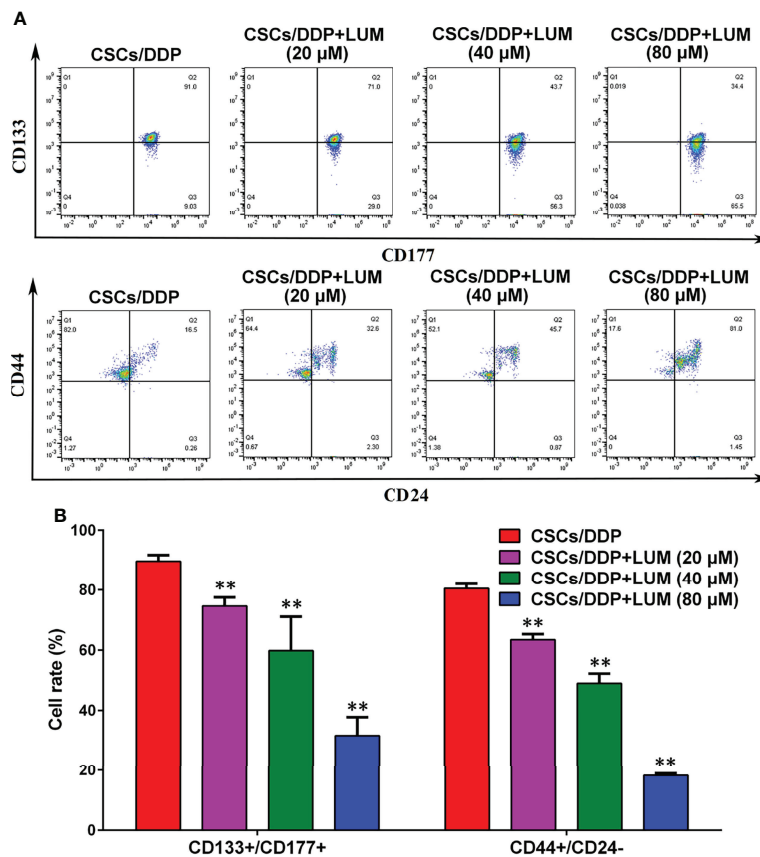 A
CSCs/DDP
CSCs/DDP+LUM
(20 μM)
CSCs/DDP+LUM
(40 μM)
CSCs/DDP+LUM
(80 μM)
CD133
Q1
0
Q2
91.0
Q4
0
Q3
9.03
Q1
0
Q2
71.0
Q4
0
Q3
29.0
Q1
0
Q2
43.7
Q4
0
Q3
56.3
Q1
0.019
Q2
34.4
Q4
0.038
Q3
65.5
CD177
CSCs/DDP
CSCs/DDP+LUM
(20 μM)
CSCs/DDP+LUM
(40 μM)
CSCs/DDP+LUM
(80 μM)
CD44
Q1
82.0
Q2
16.5
Q4
1.27
Q3
0.26
Q1
64.4
Q2
32.6
Q4
0.67
Q3
2.30
Q1
52.1
Q2
45.7
Q4
1.38
Q3
0.87
Q1
17.6
Q2
81.0
Q4
0
Q3
1.45
CD24
B
Cell rate (%)
100
80
60
40
20
0
CSCs/DDP
CSCs/DDP+LUM (20 μM)
CSCs/DDP+LUM (40 μM)
CSCs/DDP+LUM (80 μM)
**
**
**
**
**
**
CD133+/CD177+
CD44+/CD24-